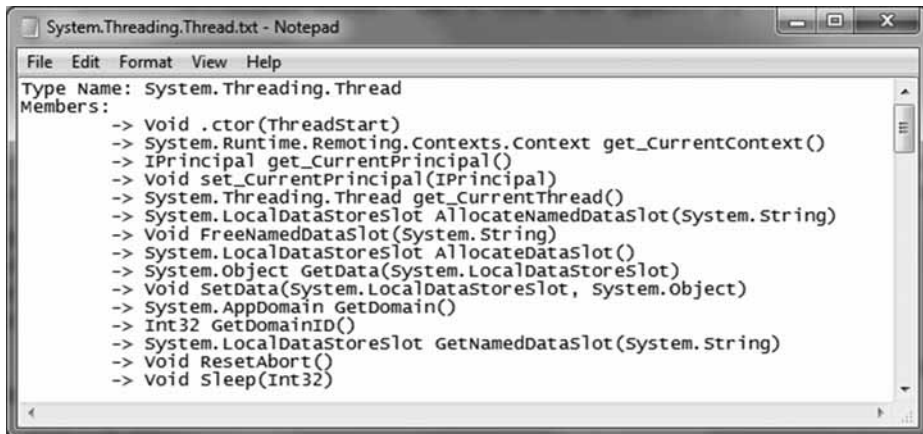 System.Threading.Thread.txt - Notepad
File Edit Format View Help
Type Name: System.Threading.Thread
Members:
-> Void .ctor(ThreadStart)
-> System.Runtime.Remoting.Contexts.Context get_CurrentContext()
-> IPrincipal get_CurrentPrincipal()
-> Void set_CurrentPrincipal(IPrincipal)
-> System.Threading.Thread get_CurrentThread()
-> System.LocalDataStoreSlot AllocateNamedDataSlot(System.String)
-> Void FreeNamedDataSlot(System.String)
-> System.LocalDataStoreSlot AllocateDataSlot()
-> System.Object GetData(System.LocalDataStoreSlot)
-> Void SetData(System.LocalDataStoreSlot, System.Object)
-> System.AppDomain GetDomain()
-> Int32 GetDomainID()
-> System.LocalDataStoreSlot GetNamedDataSlot(System.String)
-> Void ResetAbort()
-> Void Sleep(Int32)